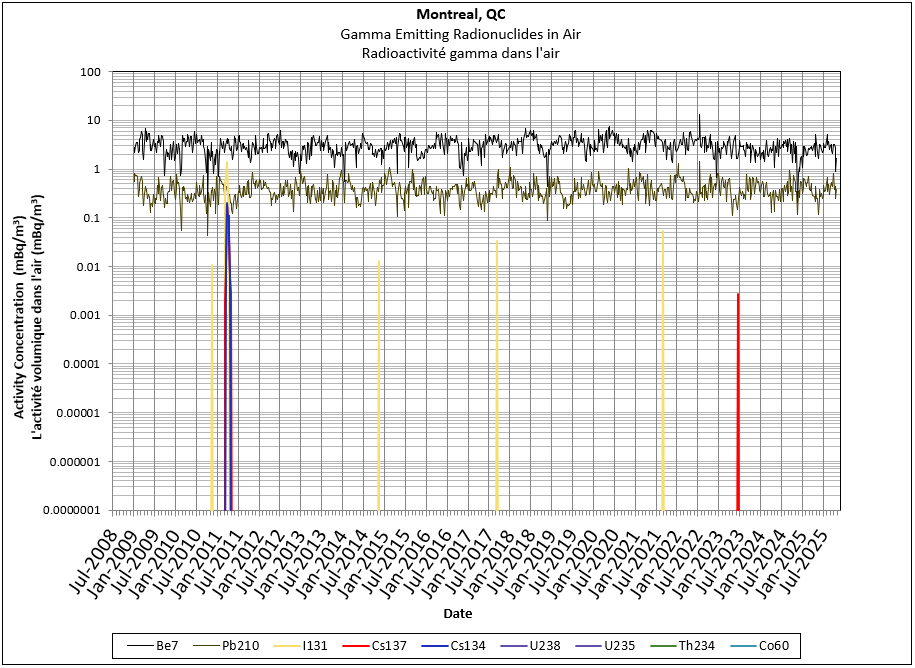 Montreal, QC
Gamma Emitting Radionuclides in Air
Radioactivité gamma dans l'air
Activity Concentration (mBq/m³)
L'activité volumique dans l'air (mBq/m³)
100
10
1
0.1
0.01
0.001
0.0001
0.00001
0.000001
0.0000001
Jul-2008
Jan-2009
Jul-2009
Jan-2010
Jul-2010
Jan-2011
Jul-2011
Jan-2012
Jul-2012
Jan-2013
Jul-2013
Jan-2014
Jul-2014
Jan-2015
Jul-2015
Jan-2016
Jul-2016
Jan-2017
Jul-2017
Jan-2018
Jul-2018
Jan-2019
Jul-2019
Jan-2020
Jul-2020
Jan-2021
Jul-2021
Jan-2022
Jul-2022
Jan-2023
Jul-2023
Jan-2024
Jul-2024
Jan-2025
Jul-2025
Date
Be7 Pb210 I131 Cs137 Cs134 U238 U235 Th234 Co60